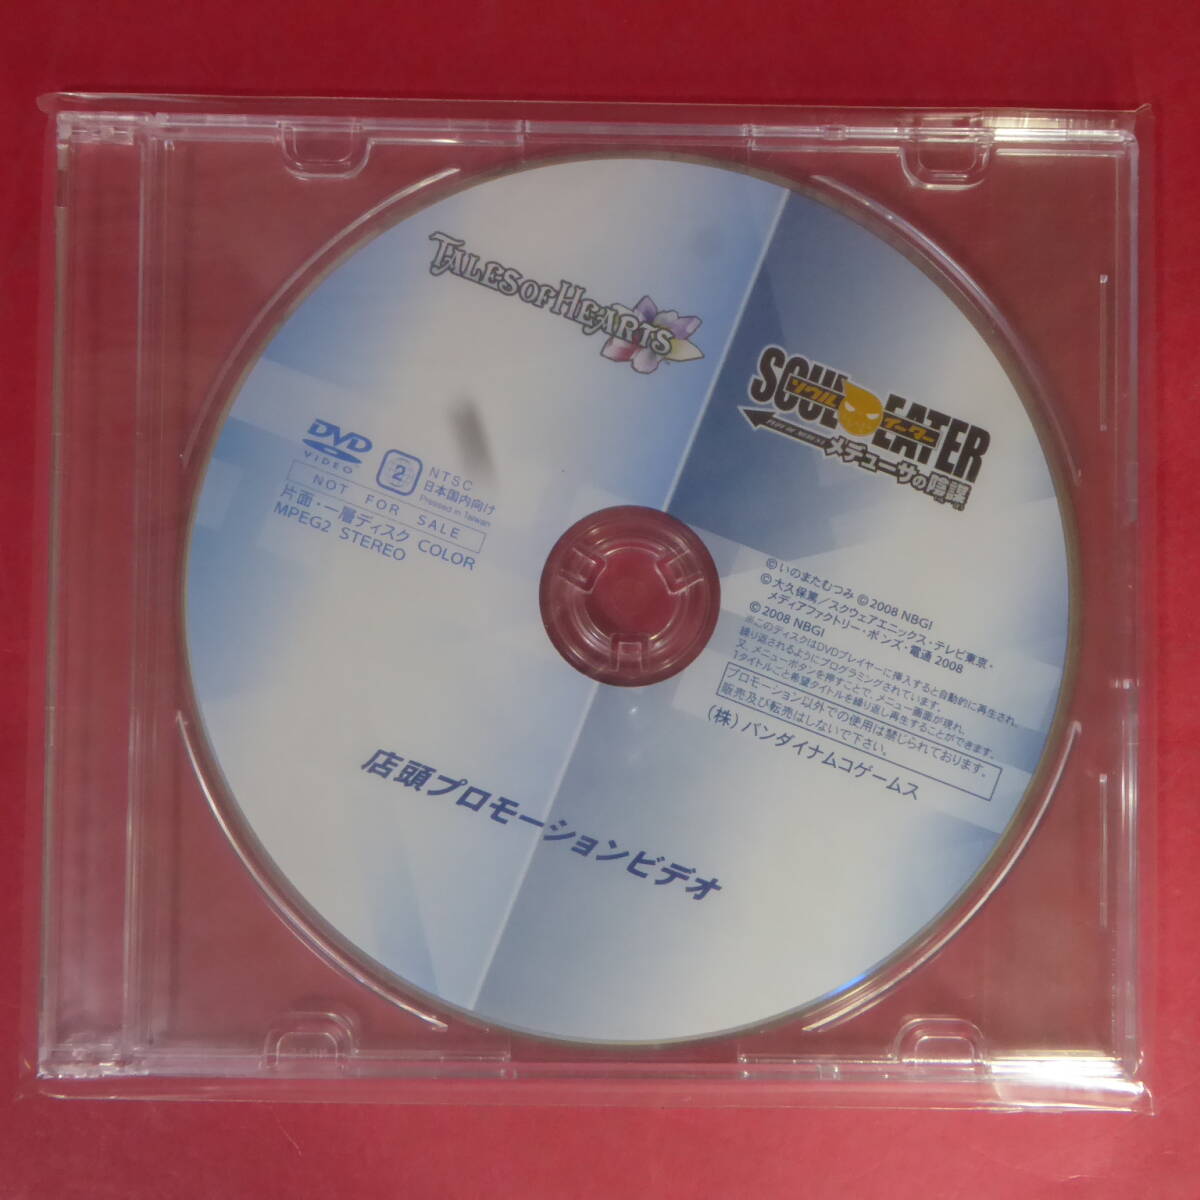 TALES OF HEARTS
SOUL EATER
ソウルイーター
PLOT OF MEDUSA
メデューサの陰謀
DVD
VIDEO
2
NTSC
日本国内向け
Pressed in Taiwan
NOT FOR SALE
片面・一層ディスク COLOR
MPEG2 STEREO
©いのまたむつみ ©2008 NBGI
©大久保篤／スクウェアエニックス・テレビ東京・
メディアファクトリー・ボンズ・電通 2008
©2008 NBGI
※このディスクはDVDプレイヤーに挿入すると自動的に再生され、
繰り返されるようにプログラミングされています。
又、メニューボタンを押すことで、メニュー画面が現れ、
1タイトルごと希望タイトルを繰り返し再生することができます。
プロモーション以外での使用は禁じられております。
販売及び転売はしないで下さい。
(株)バンダイナムコゲームス
店頭プロモーションビデオ